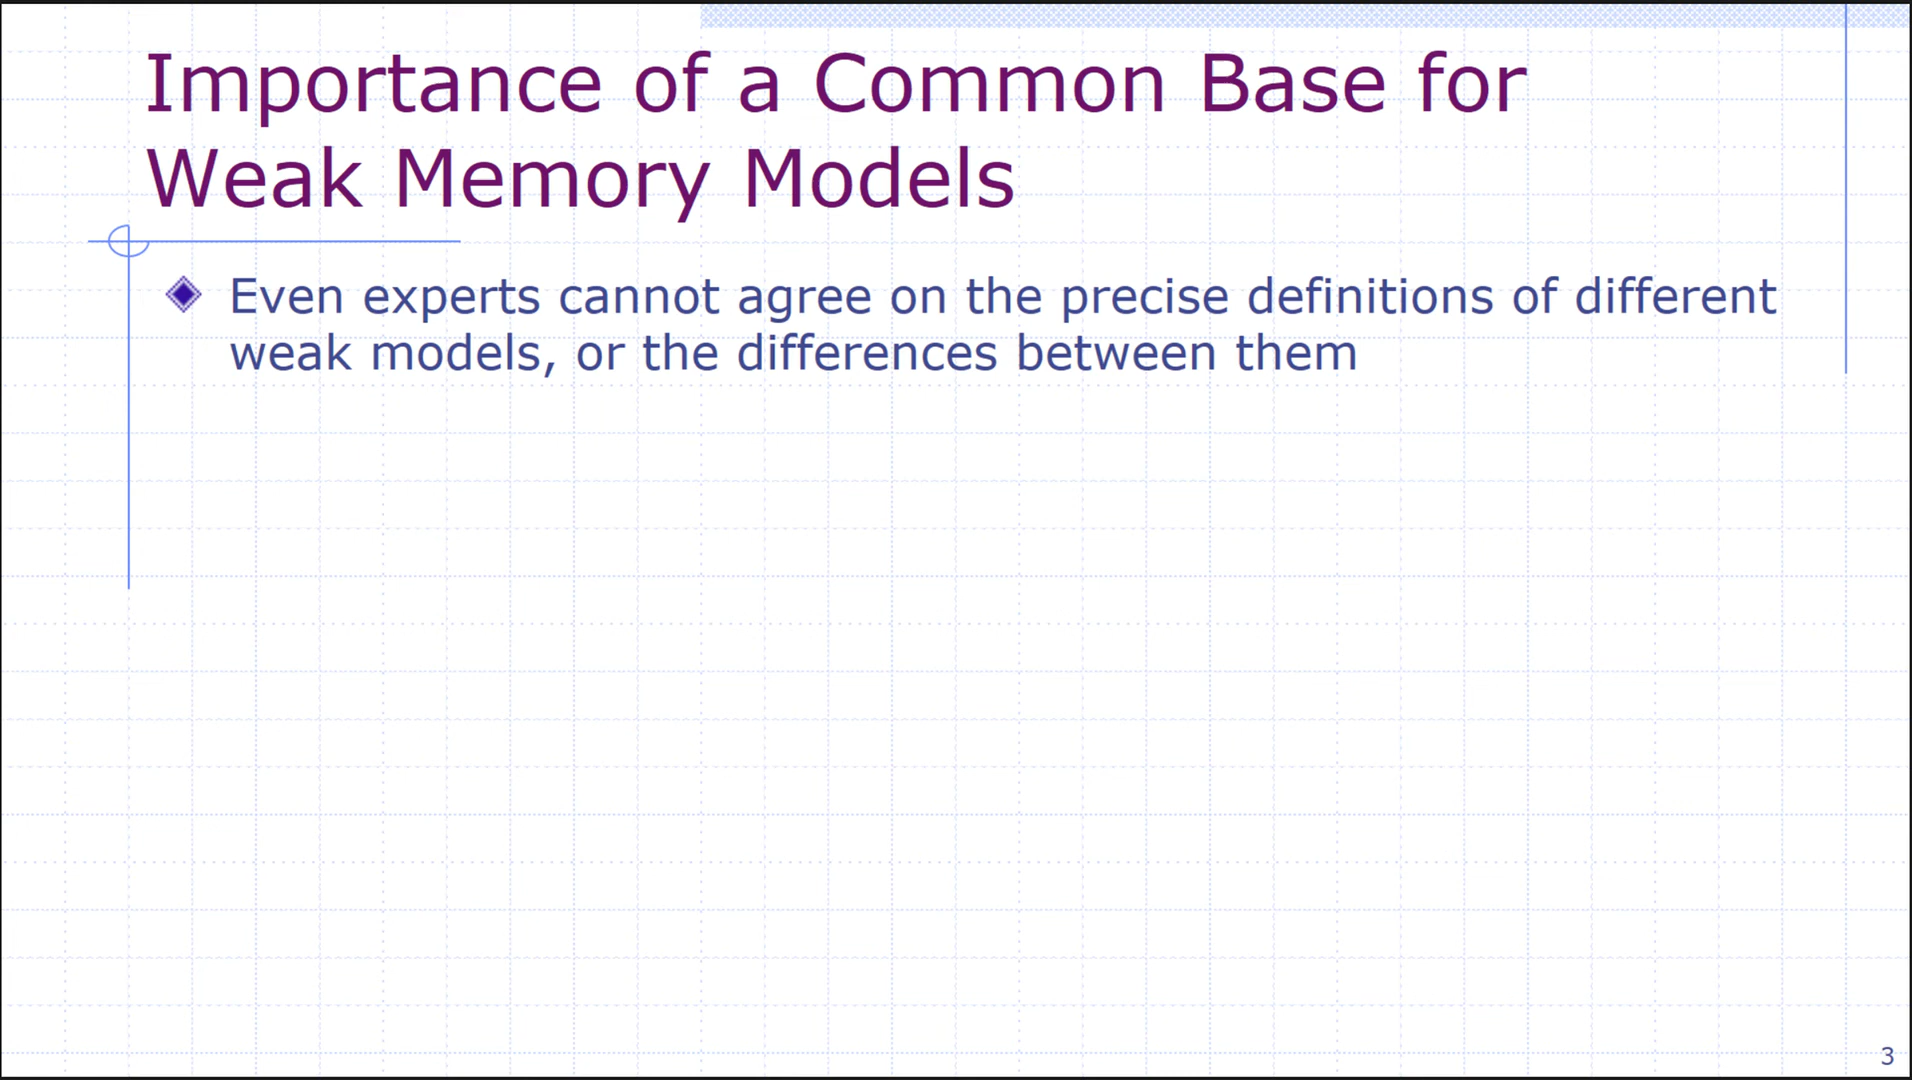 Importance of a Common Base for
Weak Memory Models
Even experts cannot agree on the precise definitions of different
weak models, or the differences between them
3